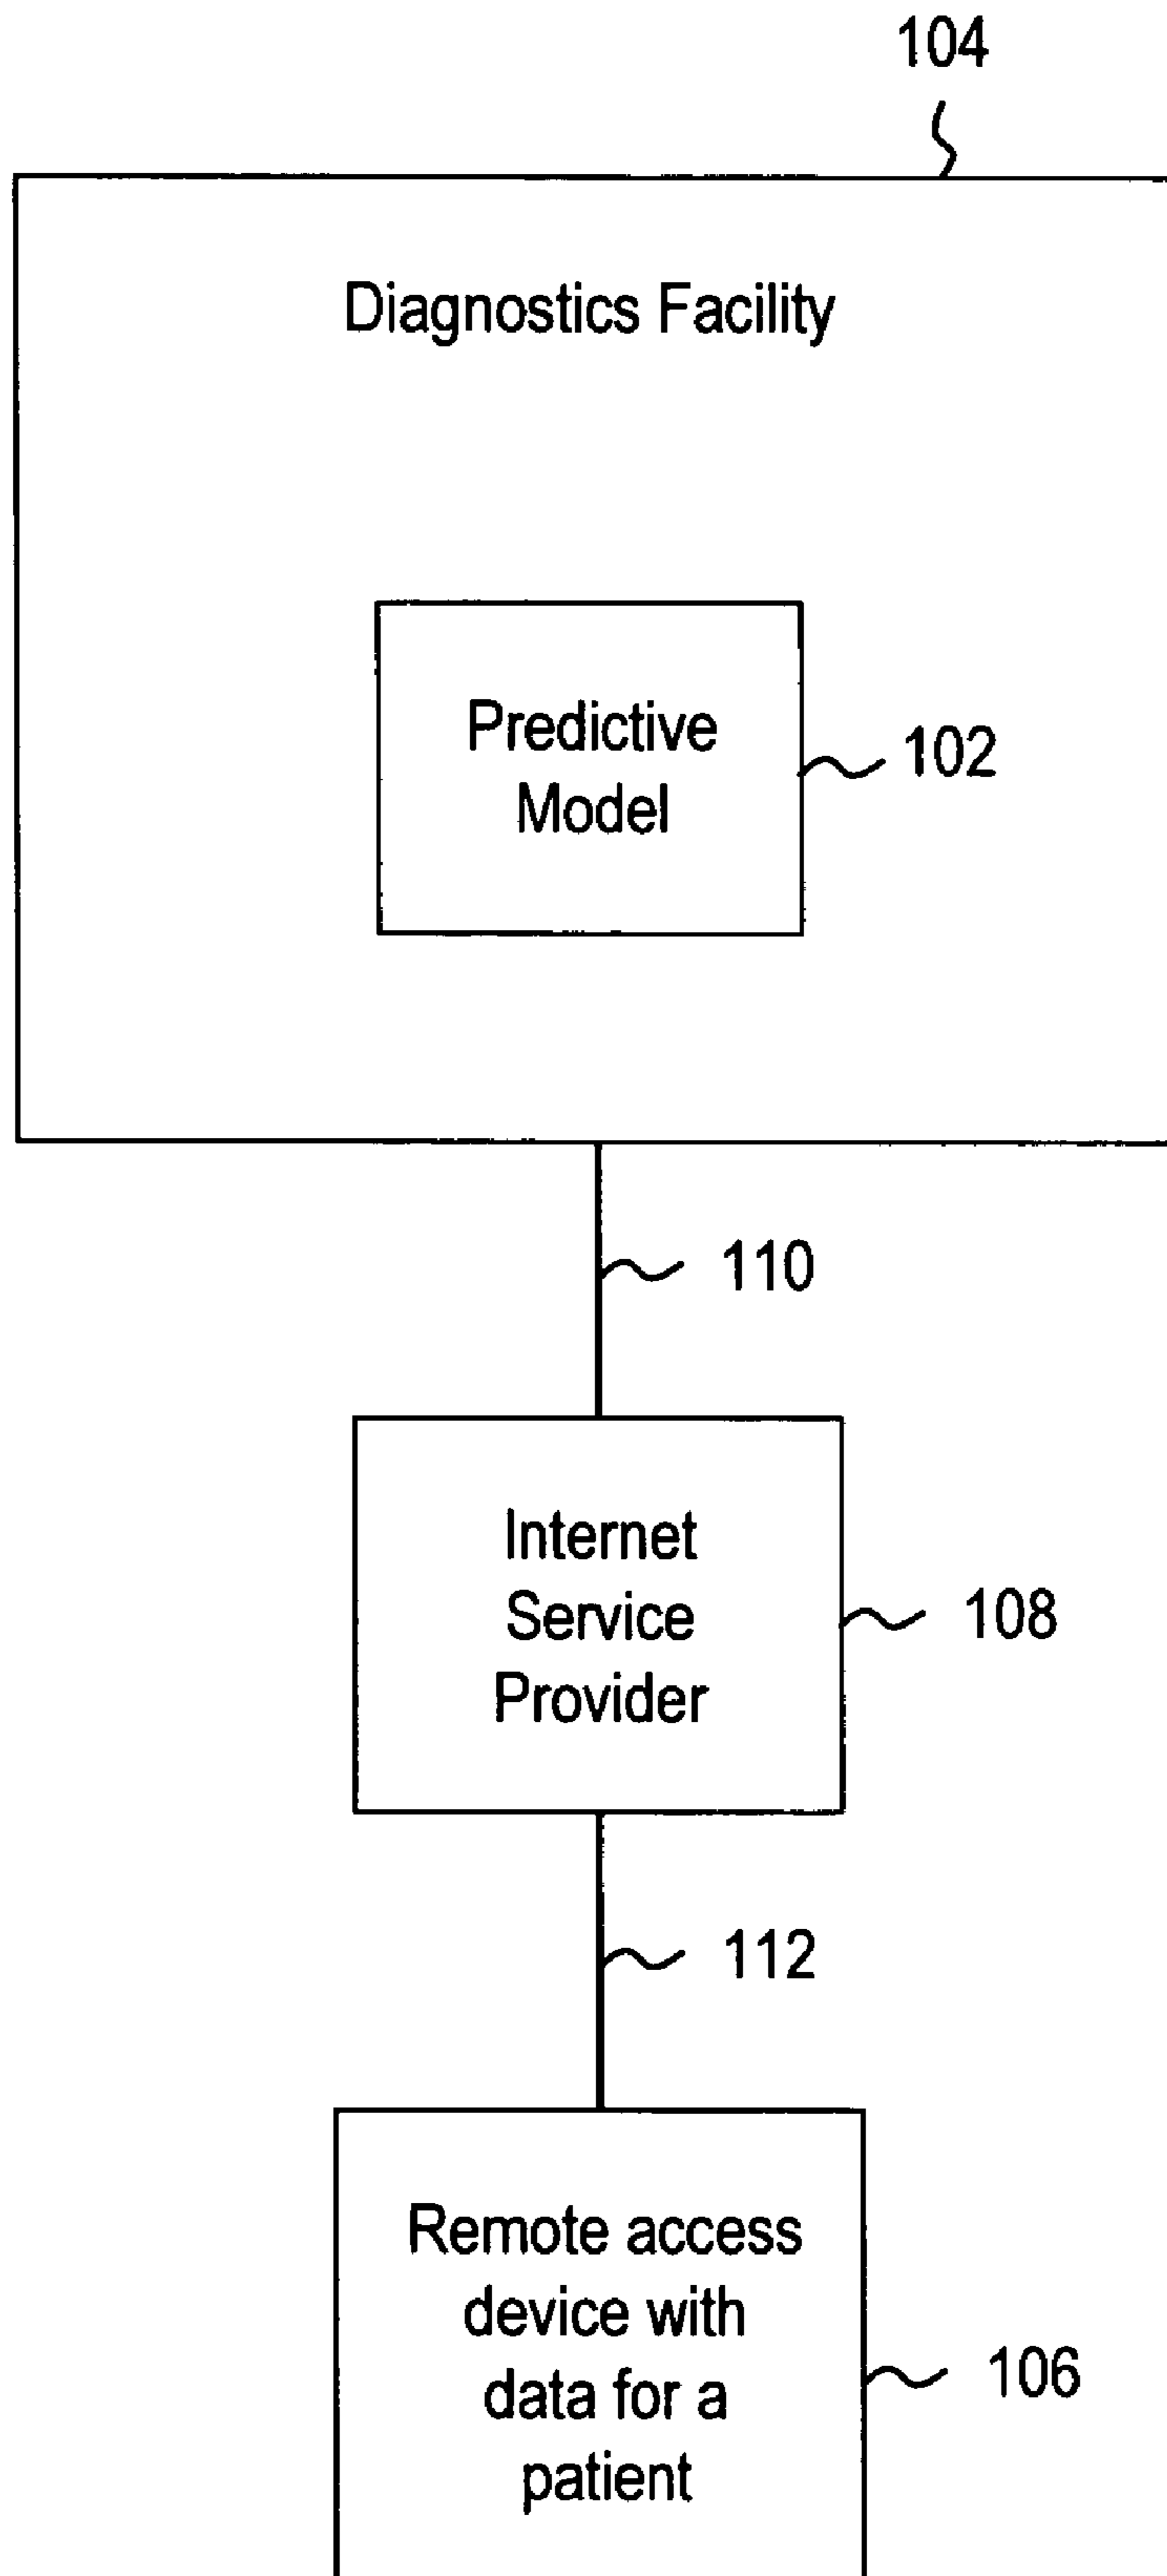 104
Diagnostics Facility
Predictive
Model
102
110
Internet
Service
Provider
108
112
Remote access
device with
data for a
patient
106